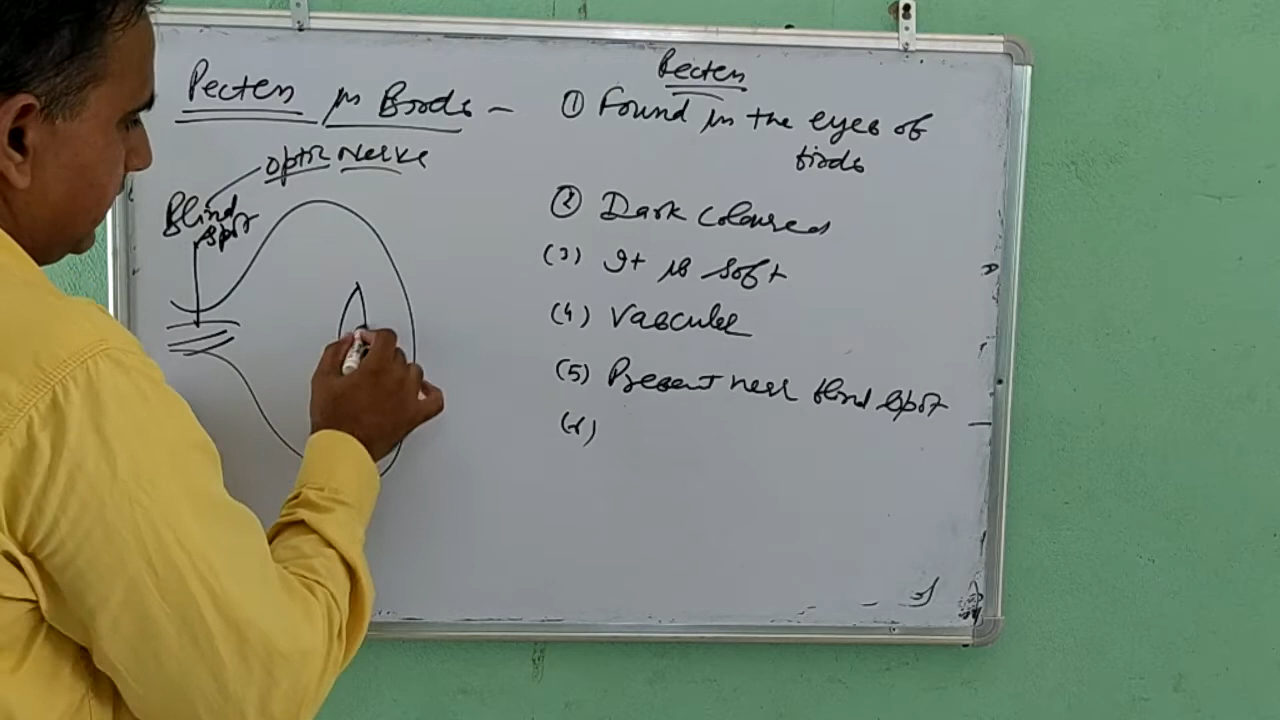 Pecten in Birds -
optic Nerve
Blind
spot
Pecten
① Found in the eyes of
birds
② Dark coloured
(3) It is soft
(4) Vascular
(5) Present near blind spot
(6)